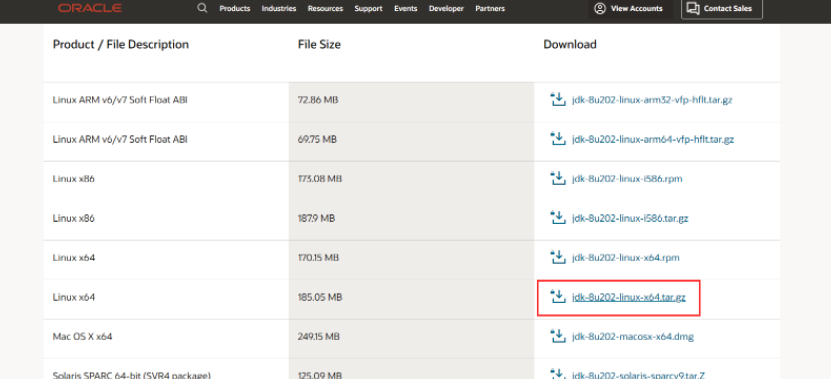 ORACLE Products Industries Resources Support Events Developer Partners View Accounts Contact Sales
Product / File Description File Size Download
Linux ARM v6/v7 Soft Float ABI 72.86 MB jdk-8u202-linux-arm32-vfp-hflt.tar.gz
Linux ARM v6/v7 Soft Float ABI 69.75 MB jdk-8u202-linux-arm64-vfp-hflt.tar.gz
Linux x86 173.08 MB jdk-8u202-linux-i586.rpm
Linux x86 187.9 MB jdk-8u202-linux-i586.tar.gz
Linux x64 170.15 MB jdk-8u202-linux-x64.rpm
Linux x64 185.05 MB jdk-8u202-linux-x64.tar.gz
Mac OS X x64 249.15 MB jdk-8u202-macosx-x64.dmg
Solaris SPARC 64-bit (SVR4 package) 125.09 MB jdk-8u202-solaris-sparcv9.tar.Z